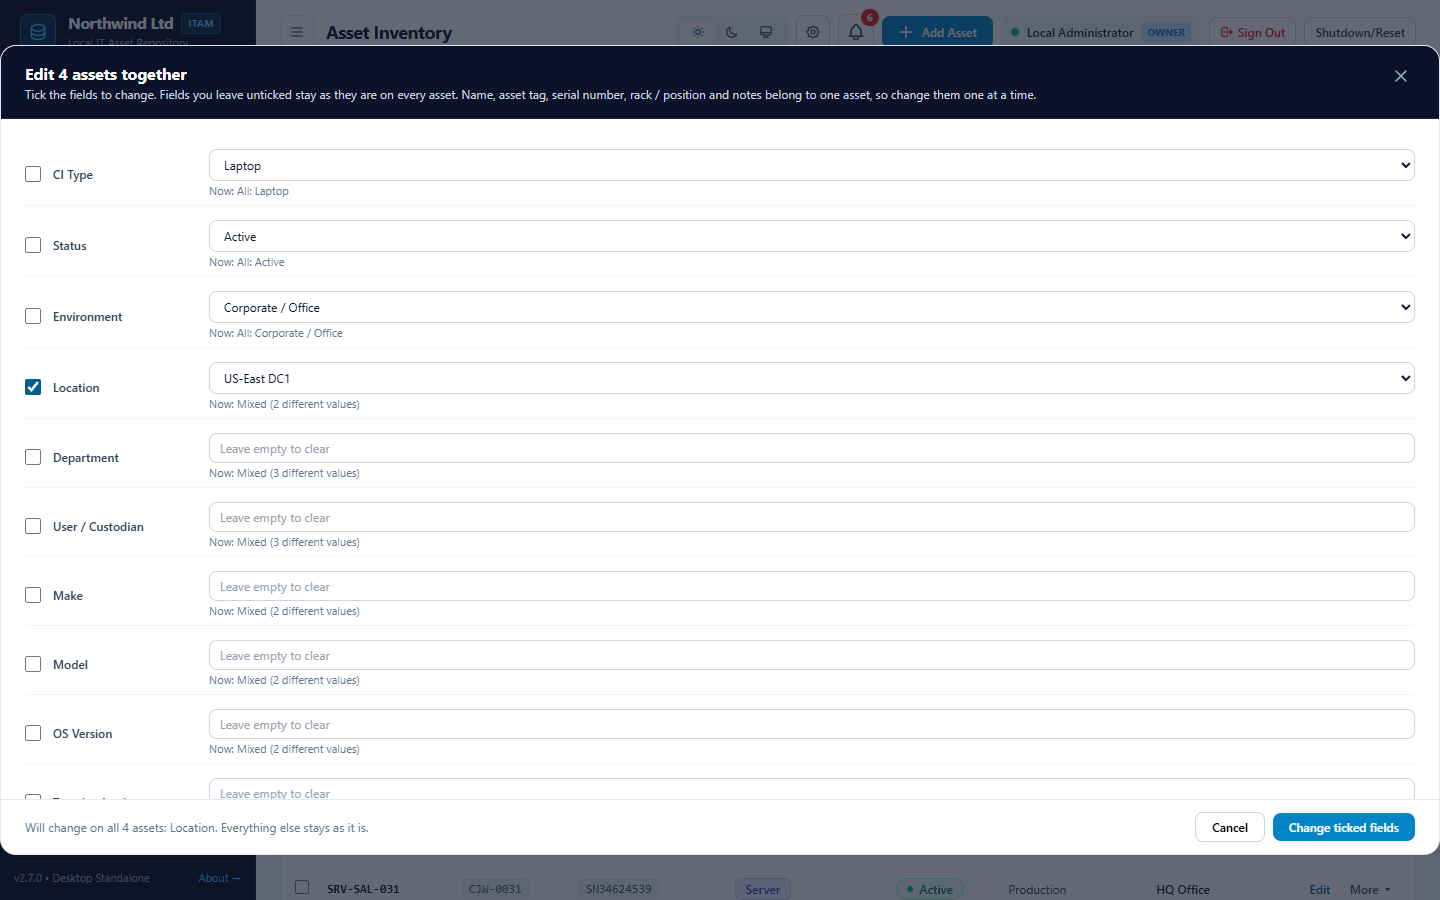 Northwind Ltd ITAM
Local IT Asset Repository
Asset Inventory
6
Add Asset
Local Administrator OWNER
Sign Out
Shutdown/Reset
Edit 4 assets together
Tick the fields to change. Fields you leave unticked stay as they are on every asset. Name, asset tag, serial number, rack / position and notes belong to one asset, so change them one at a time.
CI Type
Laptop
Now: All: Laptop
Status
Active
Now: All: Active
Environment
Corporate / Office
Now: All: Corporate / Office
Location
US-East DC1
Now: Mixed (2 different values)
Department
Leave empty to clear
Now: Mixed (3 different values)
User / Custodian
Leave empty to clear
Now: Mixed (3 different values)
Make
Leave empty to clear
Now: Mixed (2 different values)
Model
Leave empty to clear
Now: Mixed (2 different values)
OS Version
Leave empty to clear
Now: Mixed (2 different values)
Leave empty to clear
Will change on all 4 assets: Location. Everything else stays as it is.
Cancel
Change ticked fields
v2.7.0 • Desktop Standalone
About →
SRV-SAL-031 CJW-0031 SN34624539 Server Active Production HQ Office Edit More